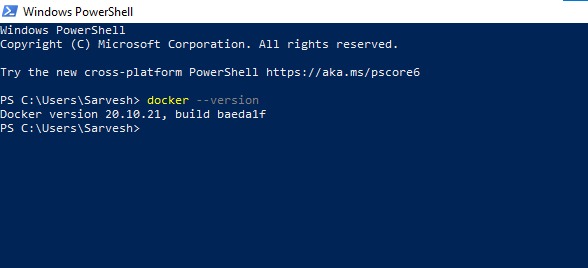 Windows PowerShell
Windows PowerShell
Copyright (C) Microsoft Corporation. All rights reserved.
Try the new cross-platform PowerShell https://aka.ms/pscore6
PS C:\Users\Sarvesh> docker --version
Docker version 20.10.21, build baeda1f
PS C:\Users\Sarvesh>